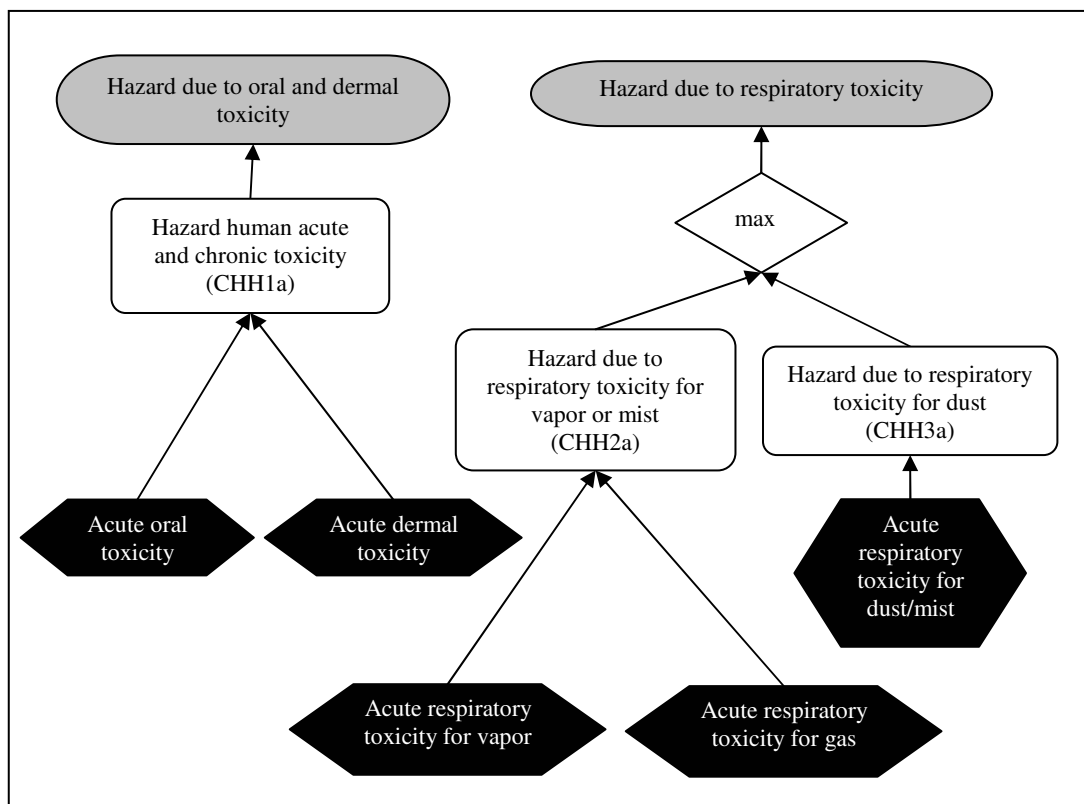 Hazard due to oral and dermal
toxicity
Hazard due to respiratory toxicity
Hazard human acute
and chronic toxicity
(CHH1a)
max
Hazard due to
respiratory toxicity for
vapor or mist
(CHH2a)
Hazard due to respiratory
toxicity for dust
(CHH3a)
Acute oral
toxicity
Acute dermal
toxicity
Acute
respiratory
toxicity for
dust/mist
Acute respiratory
toxicity for vapor
Acute respiratory
toxicity for gas